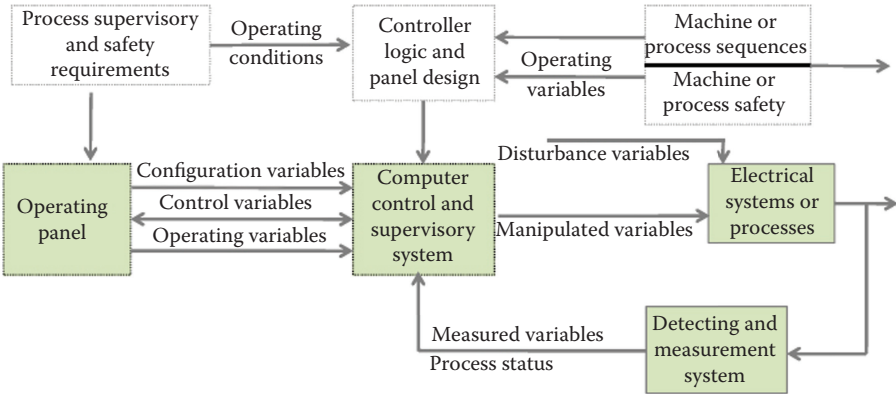 Process supervisory
and safety
requirements
Operating
conditions
Controller
logic and
panel design
Operating
variables
Machine or
process sequences
Machine or
process safety
Operating
panel
Configuration variables
Control variables
Operating variables
Computer
control and
supervisory
system
Disturbance variables
Manipulated variables
Electrical
systems or
processes
Measured variables
Process status
Detecting and
measurement
system